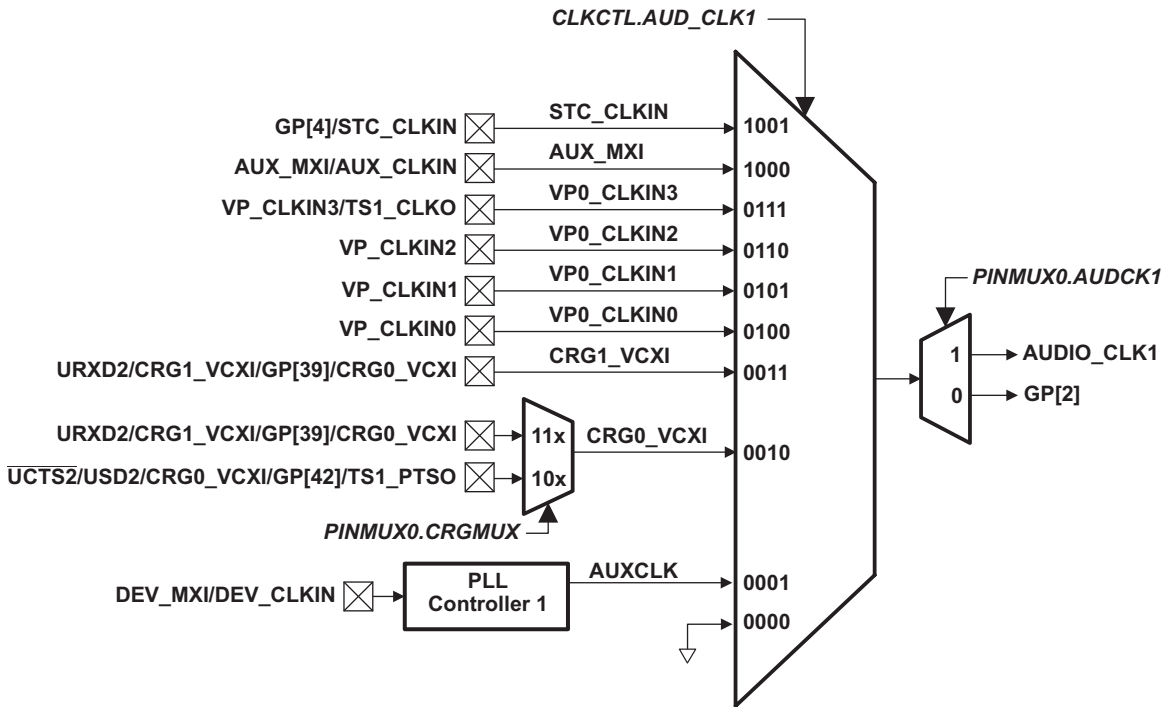 CLKCTL.AUD_CLK1
GP[4]/STC_CLKIN STC_CLKIN 1001
AUX_MXI/AUX_CLKIN AUX_MXI 1000
VP_CLKIN3/TS1_CLKO VP0_CLKIN3 0111
VP_CLKIN2 VP0_CLKIN2 0110
VP_CLKIN1 VP0_CLKIN1 0101
PINMUX0.AUDCK1
VP_CLKIN0 VP0_CLKIN0 0100
1 AUDIO_CLK1
URXD2/CRG1_VCXI/GP[39]/CRG0_VCXI CRG1_VCXI 0011
0 GP[2]
URXD2/CRG1_VCXI/GP[39]/CRG0_VCXI 11x CRG0_VCXI 0010
UCTS2/USD2/CRG0_VCXI/GP[42]/TS1_PTSO 10x
PINMUX0.CRGMUX
DEV_MXI/DEV_CLKIN PLL AUXCLK 0001
Controller 1
0000